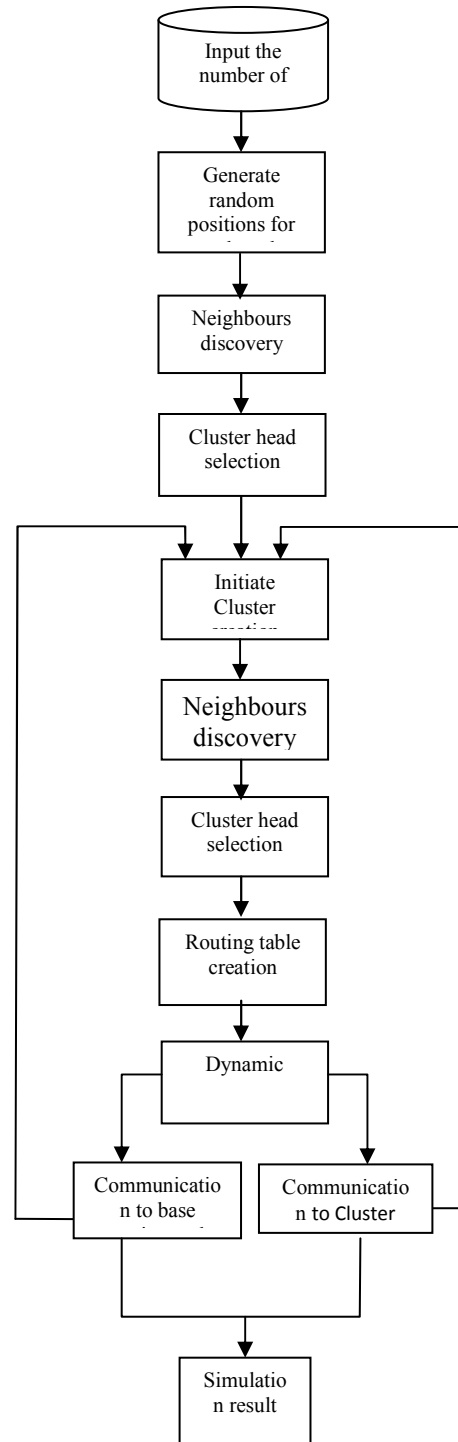 Input the
number of
Generate
random
positions for
Neighbours
discovery
Cluster head
selection
Initiate
Cluster
creation
Neighbours
discovery
Cluster head
selection
Routing table
creation
Dynamic
Communicatio
n to base
Communicatio
n to Cluster
Simulatio
n result